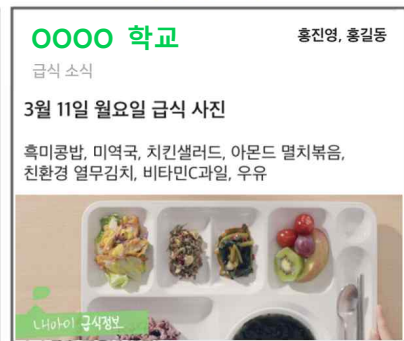 OOOO 학교
홍진영, 홍길동
급식 소식
3월 11일 월요일 급식 사진
흑미콩밥, 미역국, 치킨샐러드, 아몬드 멸치볶음,
친환경 열무김치, 비타민C과일, 우유
내아이 급식정보